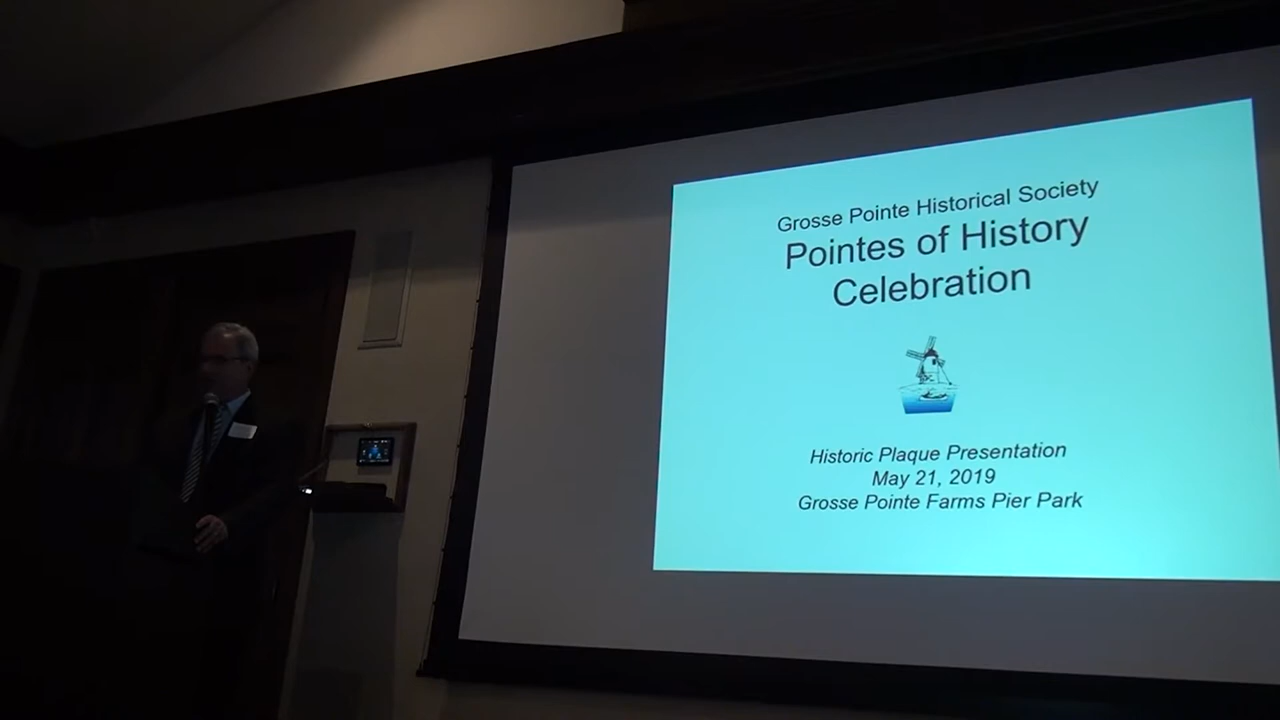 Grosse Pointe Historical Society
Pointes of History
Celebration
Historic Plaque Presentation
May 21, 2019
Grosse Pointe Farms Pier Park